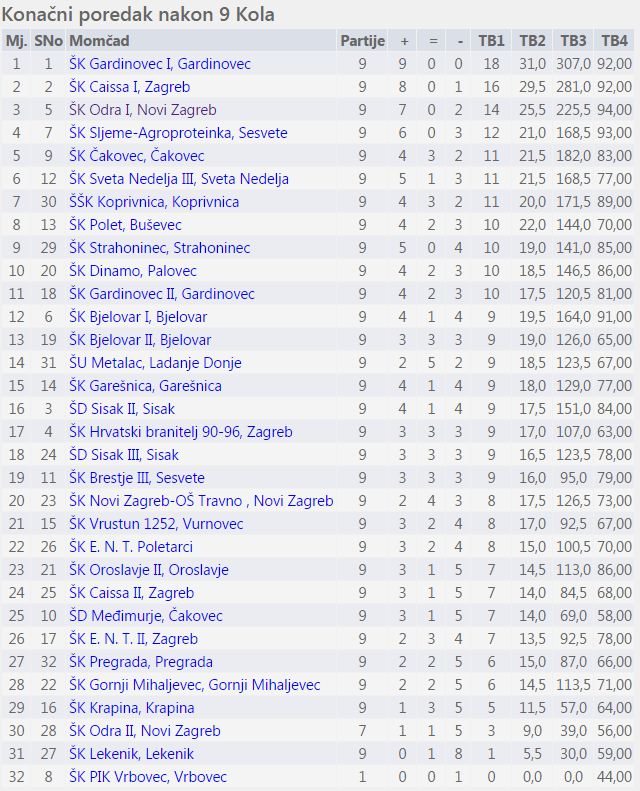 Konačni poredak nakon 9 Kola
Mj. SNo Momčad Partije + = - TB1 TB2 TB3 TB4
1 1 ŠK Gardinovec I, Gardinovec 9 9 0 0 18 31,0 307,0 92,00
2 2 ŠK Caissa I, Zagreb 9 8 0 1 16 29,5 281,0 92,00
3 5 ŠK Odra I, Novi Zagreb 9 7 0 2 14 25,5 225,5 94,00
4 7 ŠK Sljeme-Agroproteinka, Sesvete 9 6 0 3 12 21,0 168,5 93,00
5 9 ŠK Čakovec, Čakovec 9 4 3 2 11 21,5 182,0 83,00
6 12 ŠK Sveta Nedelja III, Sveta Nedelja 9 5 1 3 11 21,5 168,5 77,00
7 30 ŠŠK Koprivnica, Koprivnica 9 4 3 2 11 20,0 171,5 89,00
8 13 ŠK Polet, Buševec 9 4 2 3 10 22,0 144,0 70,00
9 29 ŠK Strahoninec, Strahoninec 9 5 0 4 10 19,0 141,0 85,00
10 20 ŠK Dinamo, Palovec 9 4 2 3 10 18,5 146,5 86,00
11 18 ŠK Gardinovec II, Gardinovec 9 4 2 3 10 17,5 120,5 81,00
12 6 ŠK Bjelovar I, Bjelovar 9 4 1 4 9 19,5 164,0 91,00
13 19 ŠK Bjelovar II, Bjelovar 9 3 3 3 9 19,0 126,0 65,00
14 31 ŠU Metalac, Ladanje Donje 9 2 5 2 9 18,5 123,5 67,00
15 14 ŠK Garešnica, Garešnica 9 4 1 4 9 18,0 129,0 77,00
16 3 ŠD Sisak II, Sisak 9 4 1 4 9 17,5 151,0 84,00
17 4 ŠK Hrvatski branitelj 90-96, Zagreb 9 3 3 3 9 17,0 107,0 63,00
18 24 ŠD Sisak III, Sisak 9 3 3 3 9 16,5 123,5 78,00
19 11 ŠK Brestje III, Sesvete 9 3 3 3 9 16,0 95,0 79,00
20 23 ŠK Novi Zagreb-OŠ Travno , Novi Zagreb 9 2 4 3 8 17,5 126,5 73,00
21 15 ŠK Vrustun 1252, Vurnovec 9 3 2 4 8 17,0 92,5 67,00
22 26 ŠK E. N. T. Poletarci 9 3 2 4 8 15,0 100,5 70,00
23 21 ŠK Oroslavje II, Oroslavje 9 3 1 5 7 14,5 113,0 86,00
24 25 ŠK Caissa II, Zagreb 9 3 1 5 7 14,0 84,5 68,00
25 10 ŠD Međimurje, Čakovec 9 3 1 5 7 14,0 69,0 58,00
26 17 ŠK E. N. T. II, Zagreb 9 2 3 4 7 13,5 92,5 78,00
27 32 ŠK Pregrada, Pregrada 9 2 2 5 6 15,0 87,0 66,00
28 22 ŠK Gornji Mihaljevec, Gornji Mihaljevec 9 2 2 5 6 14,5 113,5 71,00
29 16 ŠK Krapina, Krapina 9 1 3 5 5 11,5 57,0 64,00
30 28 ŠK Odra II, Novi Zagreb 7 1 1 5 3 9,0 39,0 56,00
31 27 ŠK Lekenik, Lekenik 9 0 1 8 1 5,5 30,0 59,00
32 8 ŠK PIK Vrbovec, Vrbovec 1 0 0 1 0 0,0 0,0 44,00